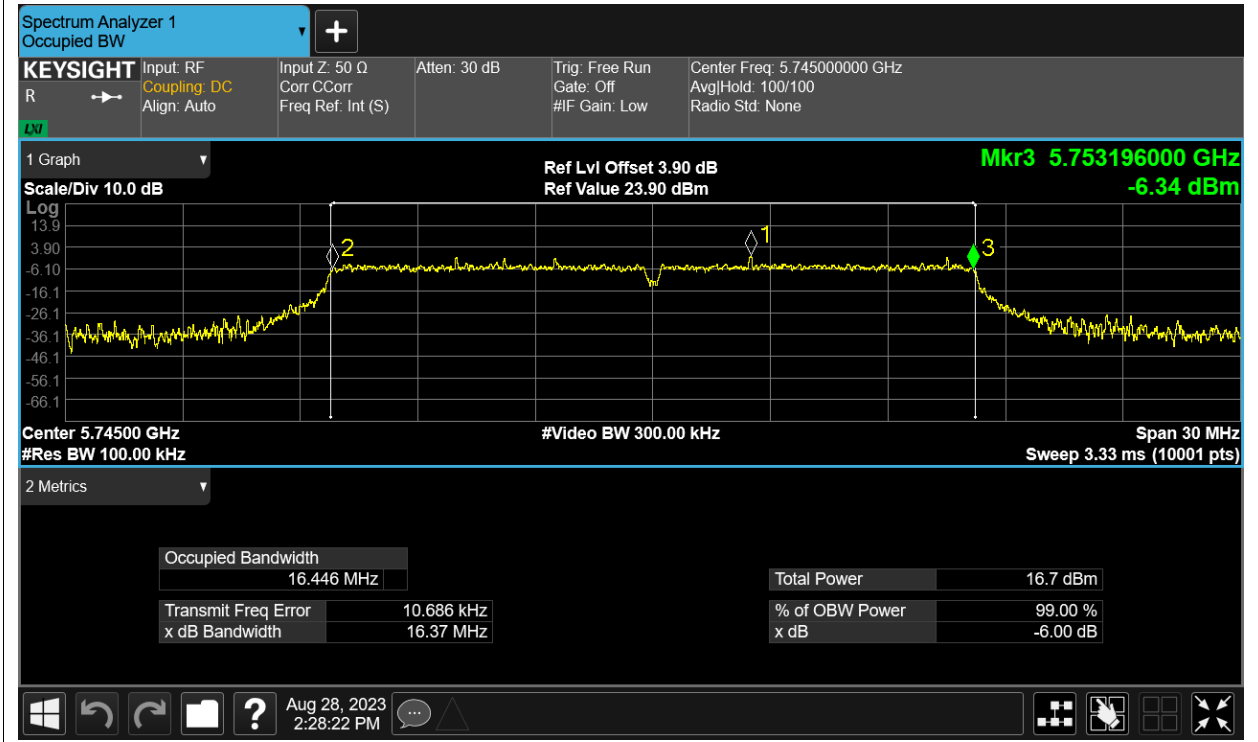 Spectrum Analyzer 1
Occupied BW
KEYSIGHT
R
LXI
Input: RF
Coupling: DC
Align: Auto
Input Z: 50 Ω
Corr CCorr
Freq Ref: Int (S)
Atten: 30 dB
Trig: Free Run
Gate: Off
#IF Gain: Low
Center Freq: 5.745000000 GHz
Avg|Hold: 100/100
Radio Std: None
1 Graph
Scale/Div 10.0 dB
Ref Lvl Offset 3.90 dB
Ref Value 23.90 dBm
Mkr3 5.753196000 GHz
-6.34 dBm
Log
13.9
3.90
-6.10
-16.1
-26.1
-36.1
-46.1
-56.1
-66.1
2
1
3
Center 5.74500 GHz
#Video BW 300.00 kHz
Span 30 MHz
#Res BW 100.00 kHz
Sweep 3.33 ms (10001 pts)
2 Metrics
Occupied Bandwidth
16.446 MHz
Total Power 16.7 dBm
Transmit Freq Error 10.686 kHz
% of OBW Power 99.00 %
x dB Bandwidth 16.37 MHz
x dB -6.00 dB
?
Aug 28, 2023
2:28:22 PM